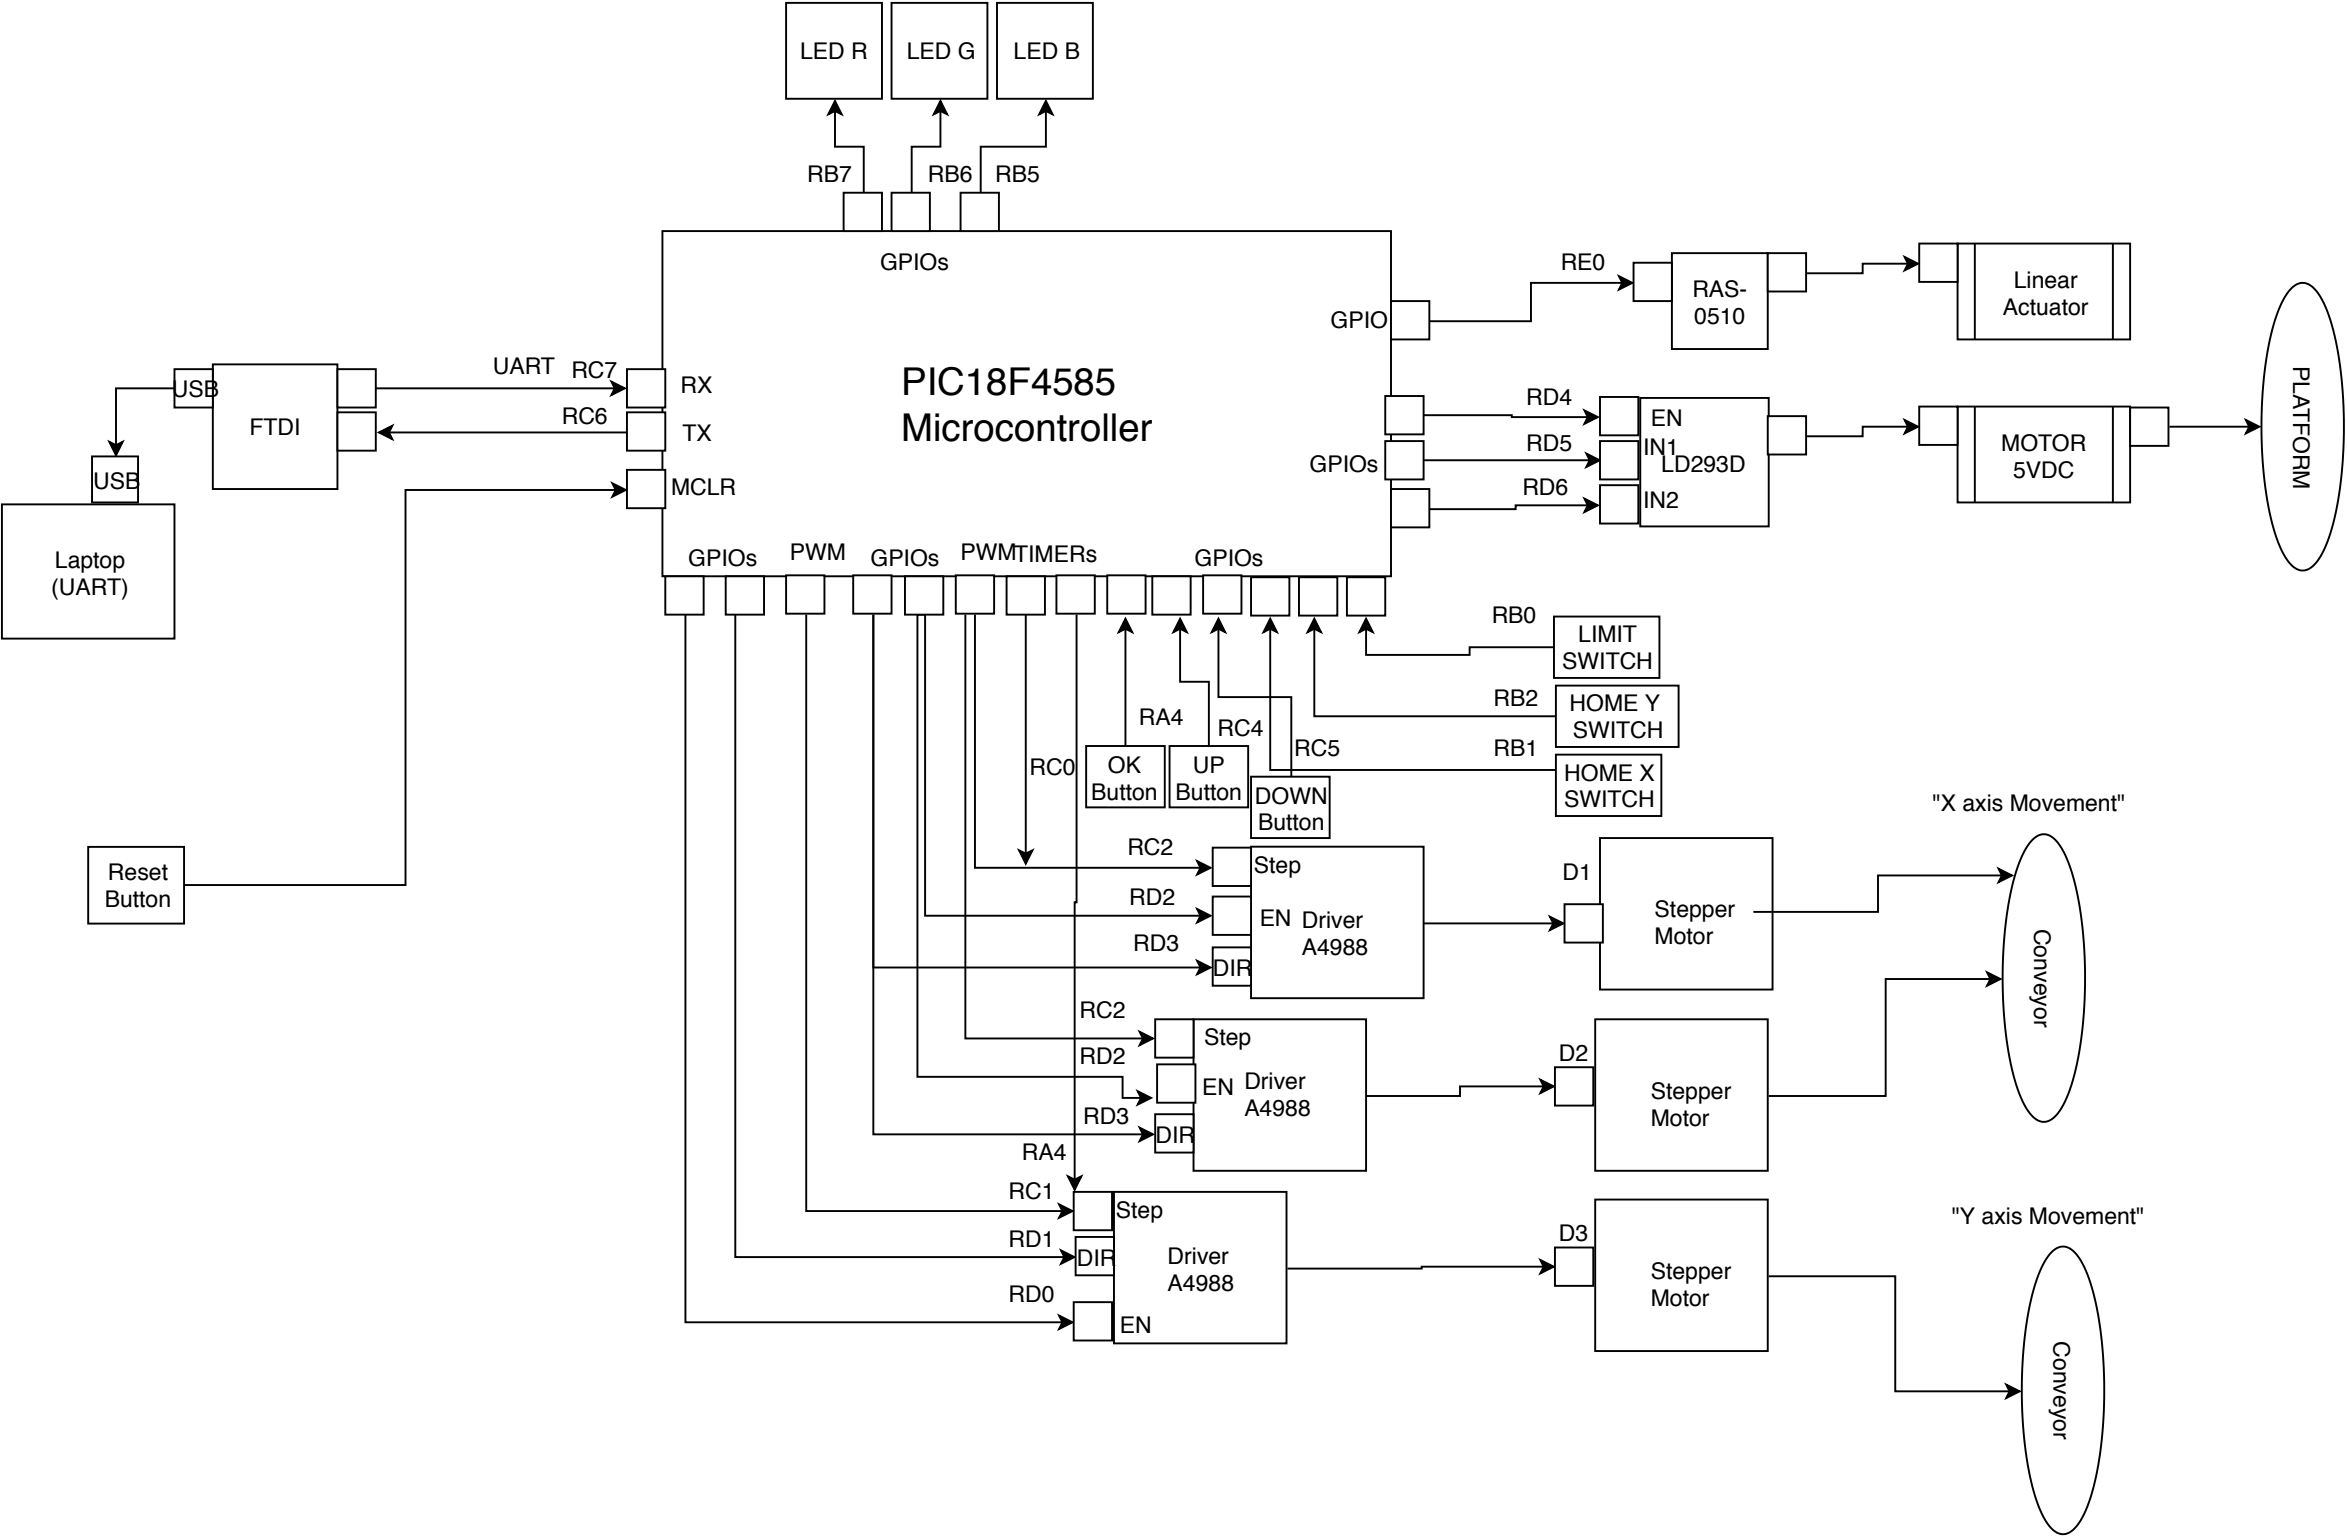 LED R
LED G
LED B
RB7
RB6
RB5
GPIOs
RE0
GPIO
RAS-
0510
Linear
Actuator
PLATFORM
PIC18F4585
Microcontroller
UART
RC7
RX
USB
FTDI
RC6
TX
USB
MCLR
Laptop
(UART)
RD4
EN
RD5
IN1
GPIOs
LD293D
RD6
IN2
MOTOR
5VDC
GPIOs
PWM
GPIOs
PWM
TIMERs
GPIOs
RB0
LIMIT
SWITCH
RB2
HOME Y
SWITCH
RB1
HOME X
SWITCH
RA4
RC4
RC5
RC0
OK
Button
UP
Button
DOWN
Button
Reset
Button
"X axis Movement"
RC2
Step
RD2
EN
Driver
A4988
RD3
DIR
D1
Stepper
Motor
Conveyor
RC2
Step
RD2
EN
Driver
A4988
RD3
DIR
D2
Stepper
Motor
RA4
RC1
Step
RD1
DIR
Driver
A4988
RD0
EN
D3
Stepper
Motor
"Y axis Movement"
Conveyor